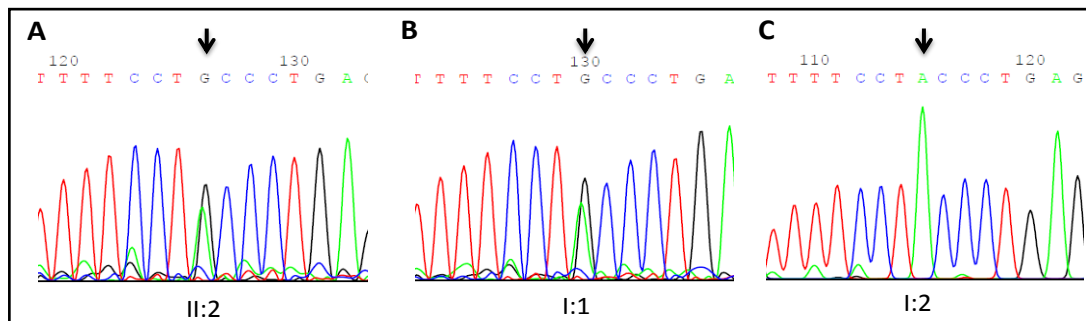 A B C
120 130 130 110 120
T T T T C C T G C C C T G A T T T T C C T G C C C T G A T T T T C C T A C C C T G A G
II:2 I:1 I:2